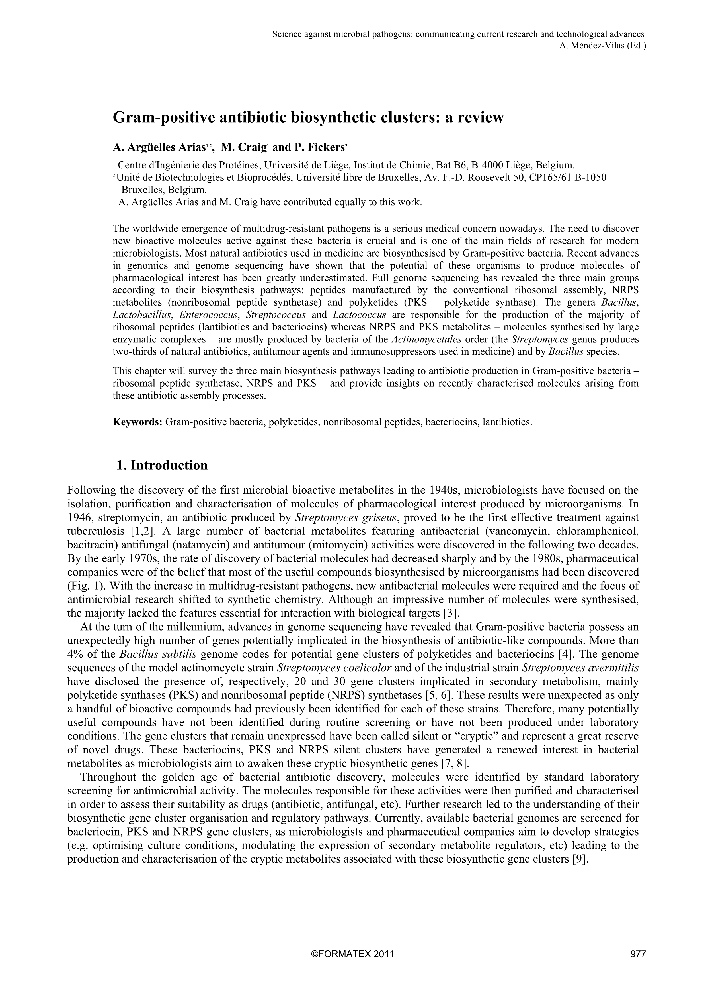 Science against microbial pathogens: communicating current research and technological advances
A. Méndez-Vilas (Ed.)
Gram-positive antibiotic biosynthetic clusters: a review
A. Argüelles Arias1,2, M. Craig1 and P. Fickers2
1 Centre d'Ingénierie des Protéines, Université de Liège, Institut de Chimie, Bat B6, B-4000 Liège, Belgium.
2 Unité de Biotechnologies et Bioprocédés, Université libre de Bruxelles, Av. F.-D. Roosevelt 50, CP165/61 B-1050
Bruxelles, Belgium.
A. Argüelles Arias and M. Craig have contributed equally to this work.
The worldwide emergence of multidrug-resistant pathogens is a serious medical concern nowadays. The need to discover
new bioactive molecules active against these bacteria is crucial and is one of the main fields of research for modern
microbiologists. Most natural antibiotics used in medicine are biosynthesised by Gram-positive bacteria. Recent advances
in genomics and genome sequencing have shown that the potential of these organisms to produce molecules of
pharmacological interest has been greatly underestimated. Full genome sequencing has revealed the three main groups
according to their biosynthesis pathways: peptides manufactured by the conventional ribosomal assembly, NRPS
metabolites (nonribosomal peptide synthetase) and polyketides (PKS – polyketide synthase). The genera Bacillus,
Lactobacillus, Enterococcus, Streptococcus and Lactococcus are responsible for the production of the majority of
ribosomal peptides (lantibiotics and bacteriocins) whereas NRPS and PKS metabolites – molecules synthesised by large
enzymatic complexes – are mostly produced by bacteria of the Actinomycetales order (the Streptomyces genus produces
two-thirds of natural antibiotics, antitumour agents and immunosuppressors used in medicine) and by Bacillus species.
This chapter will survey the three main biosynthesis pathways leading to antibiotic production in Gram-positive bacteria –
ribosomal peptide synthetase, NRPS and PKS – and provide insights on recently characterised molecules arising from
these antibiotic assembly processes.
Keywords: Gram-positive bacteria, polyketides, nonribosomal peptides, bacteriocins, lantibiotics.
1. Introduction
Following the discovery of the first microbial bioactive metabolites in the 1940s, microbiologists have focused on the
isolation, purification and characterisation of molecules of pharmacological interest produced by microorganisms. In
1946, streptomycin, an antibiotic produced by Streptomyces griseus, proved to be the first effective treatment against
tuberculosis [1,2]. A large number of bacterial metabolites featuring antibacterial (vancomycin, chloramphenicol,
bacitracin) antifungal (natamycin) and antitumour (mitomycin) activities were discovered in the following two decades.
By the early 1970s, the rate of discovery of bacterial molecules had decreased sharply and by the 1980s, pharmaceutical
companies were of the belief that most of the useful compounds biosynthesised by microorganisms had been discovered
(Fig. 1). With the increase in multidrug-resistant pathogens, new antibacterial molecules were required and the focus of
antimicrobial research shifted to synthetic chemistry. Although an impressive number of molecules were synthesised,
the majority lacked the features essential for interaction with biological targets [3].
At the turn of the millennium, advances in genome sequencing have revealed that Gram-positive bacteria possess an
unexpectedly high number of genes potentially implicated in the biosynthesis of antibiotic-like compounds. More than
4% of the Bacillus subtilis genome codes for potential gene clusters of polyketides and bacteriocins [4]. The genome
sequences of the model actinomcyete strain Streptomyces coelicolor and of the industrial strain Streptomyces avermitilis
have disclosed the presence of, respectively, 20 and 30 gene clusters implicated in secondary metabolism, mainly
polyketide synthases (PKS) and nonribosomal peptide (NRPS) synthetases [5, 6]. These results were unexpected as only
a handful of bioactive compounds had previously been identified for each of these strains. Therefore, many potentially
useful compounds have not been identified during routine screening or have not been produced under laboratory
conditions. The gene clusters that remain unexpressed have been called silent or “cryptic” and represent a great reserve
of novel drugs. These bacteriocins, PKS and NRPS silent clusters have generated a renewed interest in bacterial
metabolites as microbiologists aim to awaken these cryptic biosynthetic genes [7, 8].
Throughout the golden age of bacterial antibiotic discovery, molecules were identified by standard laboratory
screening for antimicrobial activity. The molecules responsible for these activities were then purified and characterised
in order to assess their suitability as drugs (antibiotic, antifungal, etc). Further research led to the understanding of their
biosynthetic gene cluster organisation and regulatory pathways. Currently, available bacterial genomes are screened for
bacteriocin, PKS and NRPS gene clusters, as microbiologists and pharmaceutical companies aim to develop strategies
(e.g. optimising culture conditions, modulating the expression of secondary metabolite regulators, etc) leading to the
production and characterisation of the cryptic metabolites associated with these biosynthetic gene clusters [9].
©FORMATEX 2011
977